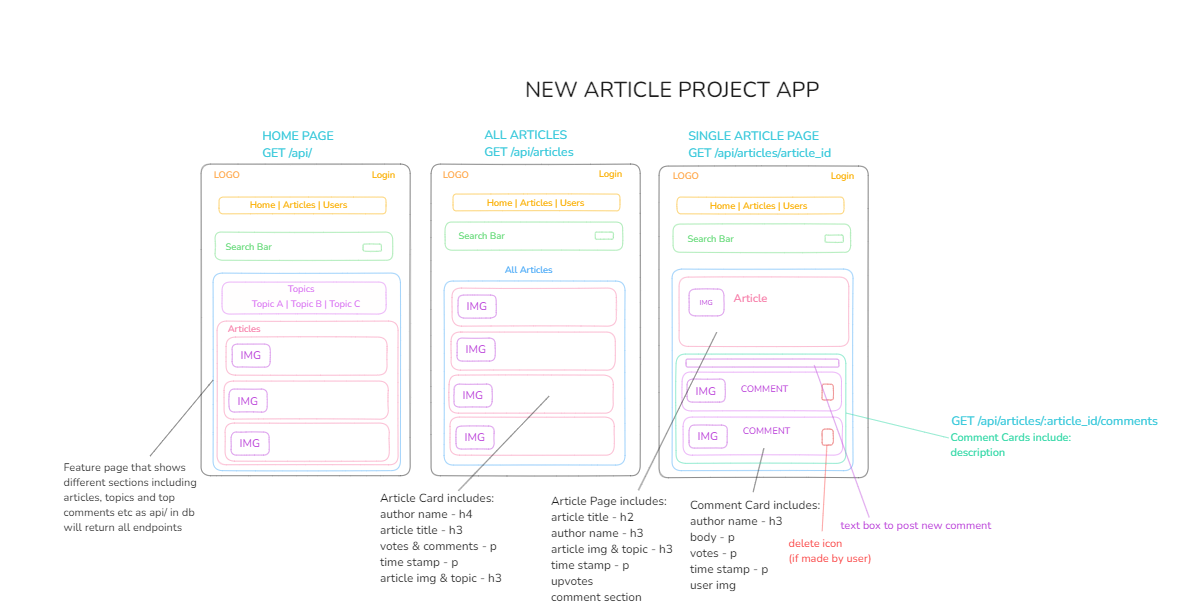 NEW ARTICLE PROJECT APP
HOME PAGE
GET /api/
LOGO
Login
Home | Articles | Users
Search Bar
Topics
Topic A | Topic B | Topic C
Articles
IMG
IMG
IMG
Feature page that shows
different sections including
articles, topics and top
comments etc as api/ in db
will return all endpoints
ALL ARTICLES
GET /api/articles
LOGO
Login
Home | Articles | Users
Search Bar
All Articles
IMG
IMG
IMG
IMG
Article Card includes:
author name - h4
article title - h3
votes & comments - p
time stamp - p
article img & topic - h3
SINGLE ARTICLE PAGE
GET /api/articles/article_id
LOGO
Login
Home | Articles | Users
Search Bar
IMG
Article
IMG
COMMENT
IMG
COMMENT
Article Page includes:
article title - h2
author name - h3
article img & topic - h3
time stamp - p
upvotes
comment section
Comment Card includes:
author name - h3
body - p
votes - p
time stamp - p
user img
GET /api/articles/:article_id/comments
Comment Cards include:
description
text box to post new comment
delete icon
(if made by user)